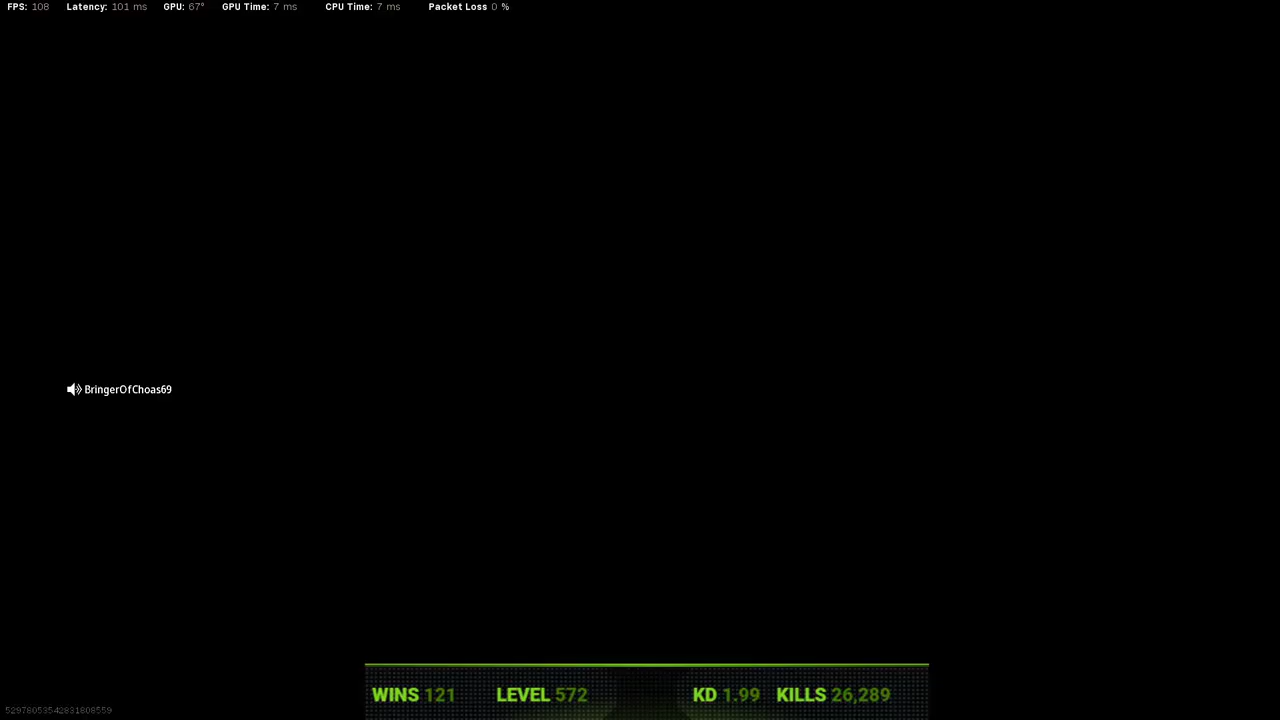 FPS: 108 Latency: 101 ms GPU: 67° GPU Time: 7 ms CPU Time: 7 ms Packet Loss 0 %
BringerOfChoas69
WINS 121 LEVEL 572 KD 1.99 KILLS 26,289